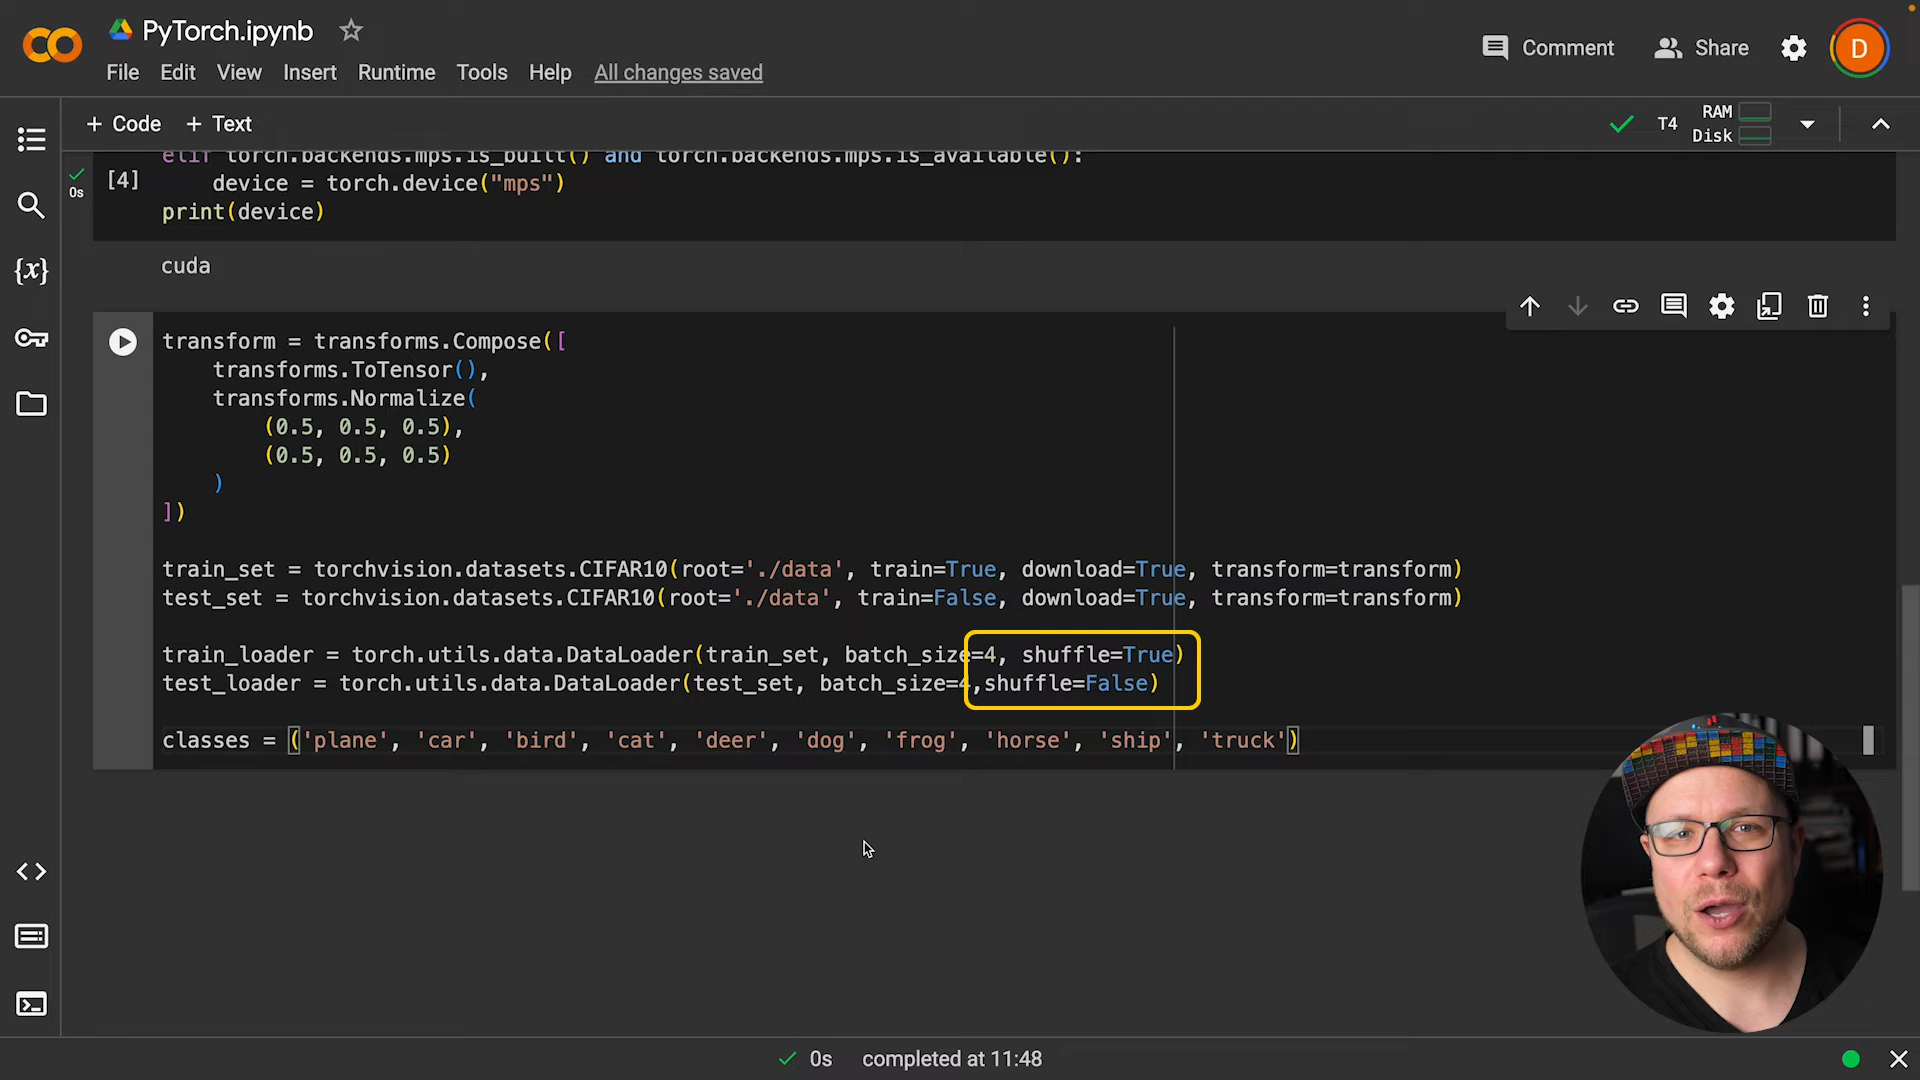 PyTorch.ipynb
File Edit View Insert Runtime Tools Help All changes saved
Comment Share D
+ Code + Text
T4 RAM
Disk
elif torch.backends.mps.is_built() and torch.backends.mps.is_available():
0s [4] device = torch.device("mps")
print(device)
cuda
transform = transforms.Compose([
transforms.ToTensor(),
transforms.Normalize(
(0.5, 0.5, 0.5),
(0.5, 0.5, 0.5)
)
])
train_set = torchvision.datasets.CIFAR10(root='./data', train=True, download=True, transform=transform)
test_set = torchvision.datasets.CIFAR10(root='./data', train=False, download=True, transform=transform)
train_loader = torch.utils.data.DataLoader(train_set, batch_size=4, shuffle=True)
test_loader = torch.utils.data.DataLoader(test_set, batch_size=4,shuffle=False)
classes = ('plane', 'car', 'bird', 'cat', 'deer', 'dog', 'frog', 'horse', 'ship', 'truck')
0s completed at 11:48